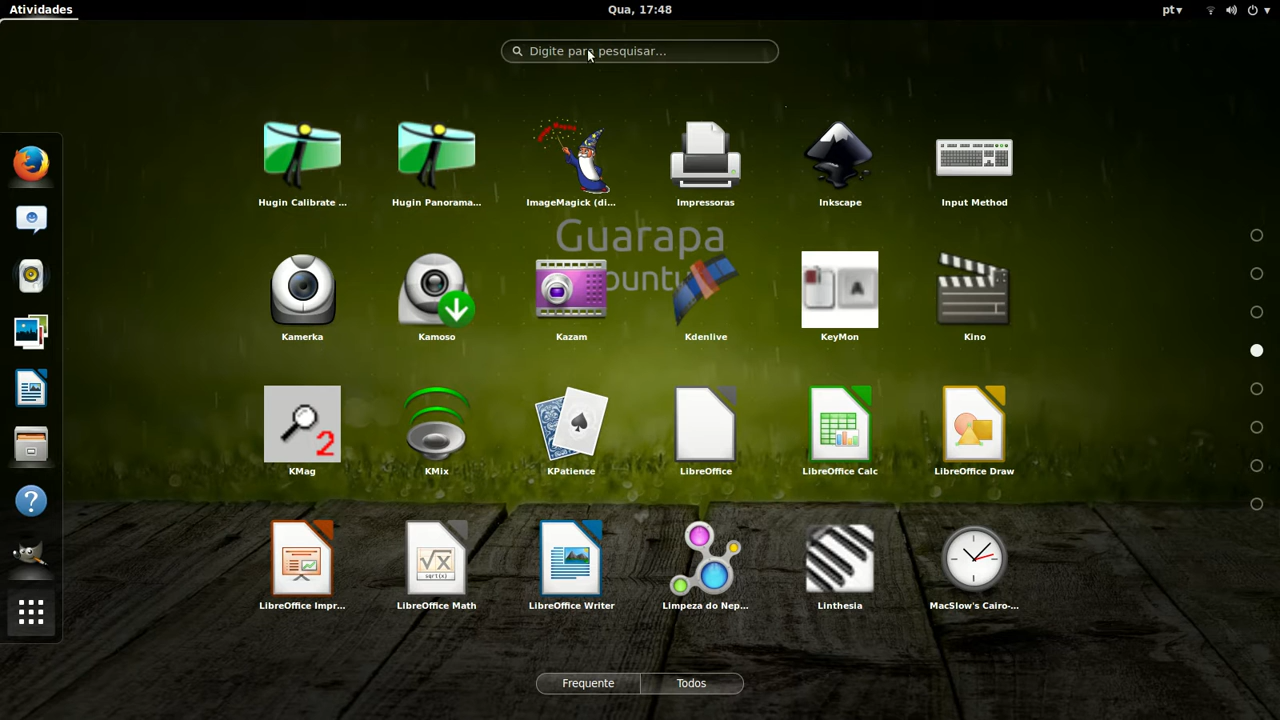 Atividades
Qua, 17:48
pt
Digite para pesquisar...
Hugin Calibrate ...
Hugin Panorama...
ImageMagick (di...
Impressoras
Inkscape
Input Method
Guarapa
buntu
Kamerka
Kamoso
Kazam
Kdenlive
KeyMon
Kino
A
2
KMag
KMix
KPatience
LibreOffice
LibreOffice Calc
LibreOffice Draw
LibreOffice Impr...
LibreOffice Math
LibreOffice Writer
Limpeza do Nep...
Linthesia
MacSlow's Cairo-...
Frequente
Todos